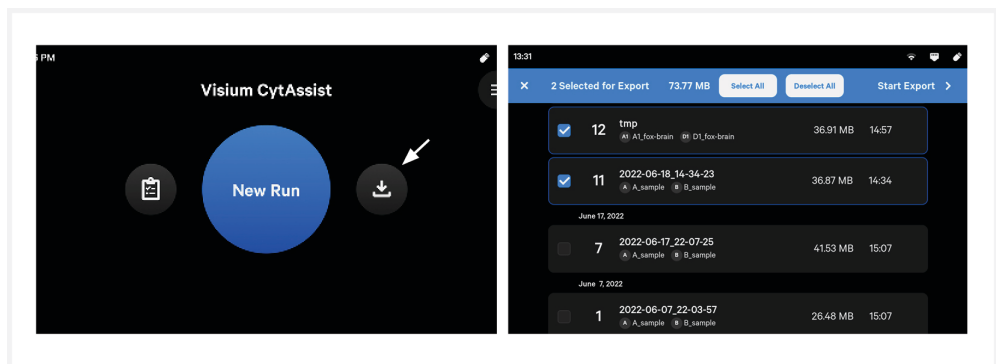 PM
Visium CytAssist
New Run
13:31
2 Selected for Export 73.77 MB Select All Deselect All Start Export
12 tmp 36.91 MB 14:57
A1 A1_fox-brain D1 D1_fox-brain
11 2022-06-18_14-34-23 36.87 MB 14:34
A A_sample B B_sample
June 17, 2022
7 2022-06-17_22-07-25 41.53 MB 15:07
A A_sample B B_sample
June 7, 2022
1 2022-06-07_22-03-57 26.48 MB 15:07
A A_sample B B_sample